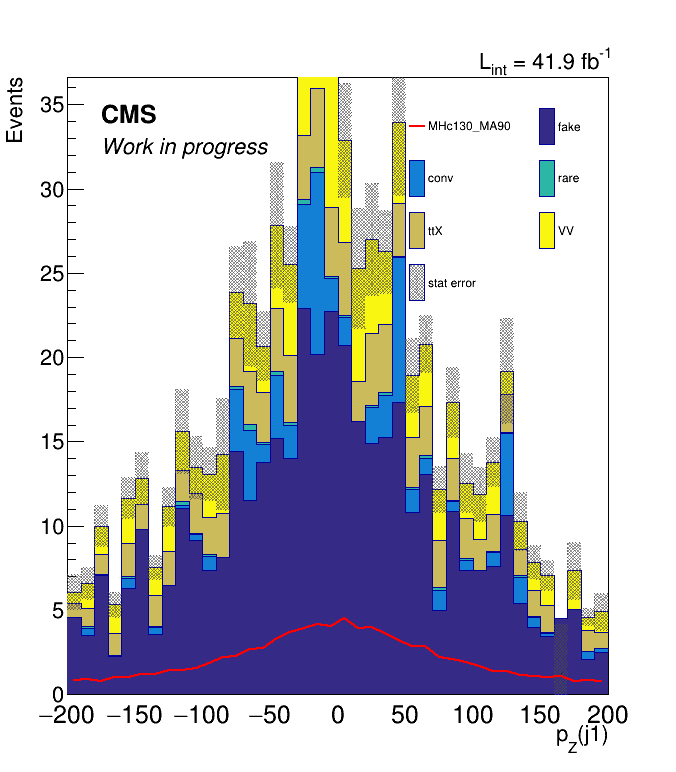 L_int = 41.9 fb^-1
Events
CMS
Work in progress
MHc130_MA90
fake
conv
rare
ttX
VV
stat error
35
30
25
20
15
10
5
0
−200 −150 −100 −50 0 50 100 150 200
p_Z(j1)